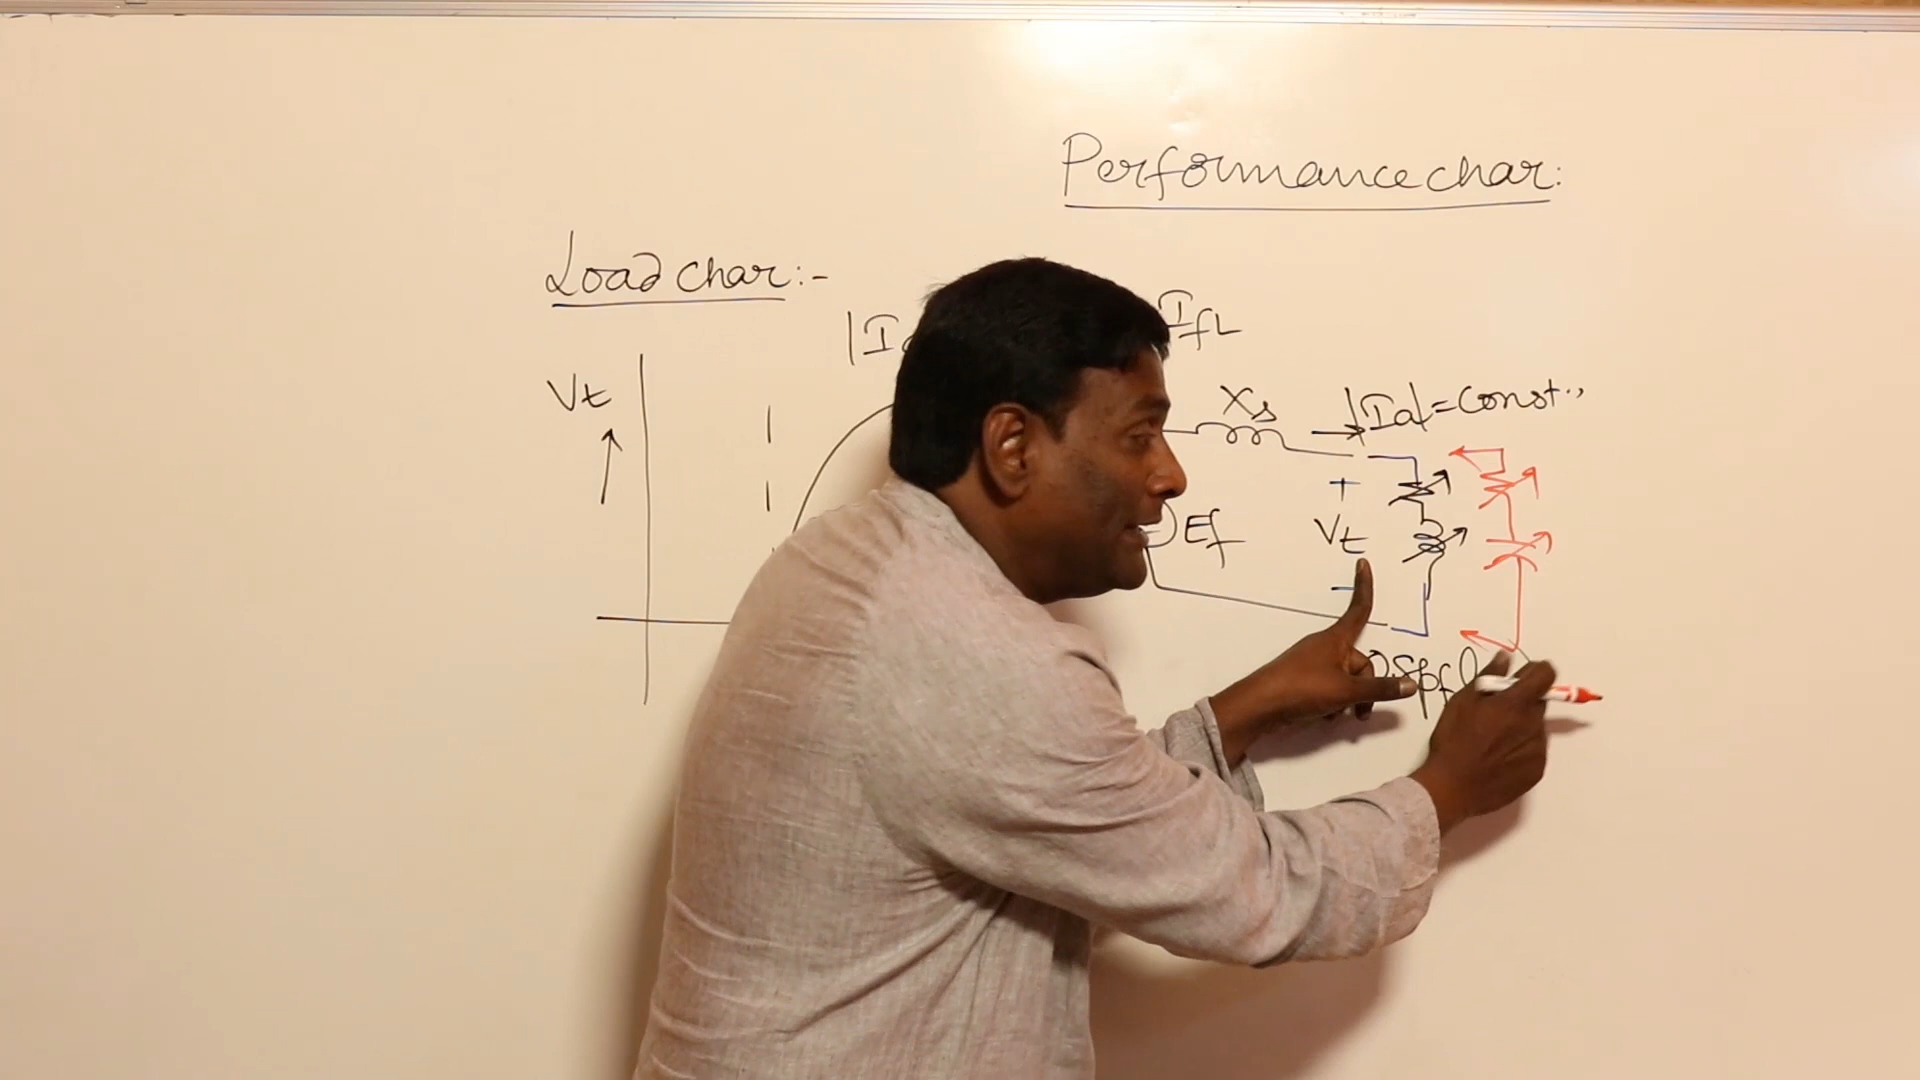 Performance char:
Load char:-
IfL
Vt
Xs
|Ia|=const.,
+
Ef
Vt
-